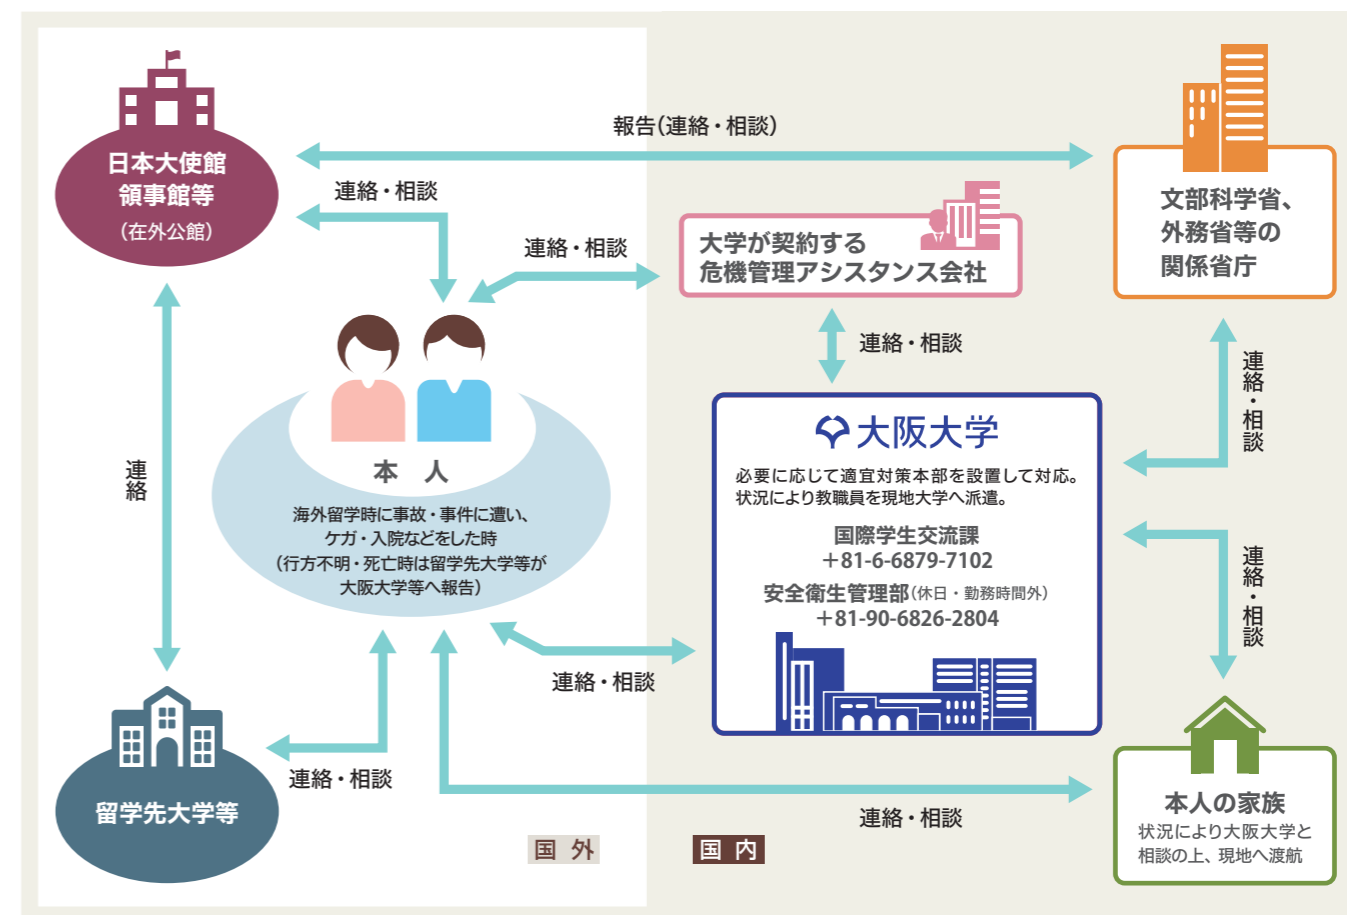 報告(連絡・相談)
日本大使館
領事館等
(在外公館)
連絡・相談
連絡・相談
大学が契約する
危機管理アシスタンス会社
文部科学省、
外務省等の
関係省庁
連絡・相談
連絡・相談
連絡
本 人
海外留学時に事故・事件に遭い、
ケガ・入院などをした時
(行方不明・死亡時は留学先大学等が
大阪大学等へ報告)
大阪大学
必要に応じて適宜対策本部を設置して対応。
状況により教職員を現地大学へ派遣。
国際学生交流課
+81-6-6879-7102
安全衛生管理部(休日・勤務時間外)
+81-90-6826-2804
連絡・相談
連絡・相談
連絡・相談
留学先大学等
連絡・相談
本人の家族
状況により大阪大学と
相談の上、現地へ渡航
国 外
国 内